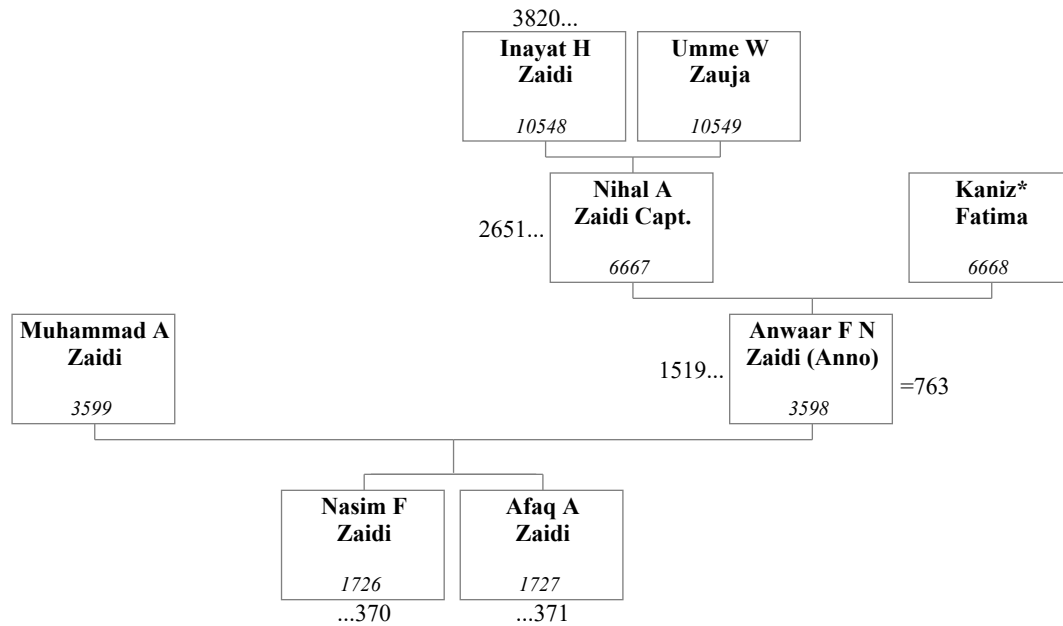 3820...
Inayat H
Zaidi
10548
Umme W
Zauja
10549
2651...
Nihal A
Zaidi Capt.
6667
Kaniz*
Fatima
6668
Muhammad A
Zaidi
3599
1519...
Anwaar F N
Zaidi (Anno)
3598
=763
Nasim F
Zaidi
1726
...370
Afaq A
Zaidi
1727
...371